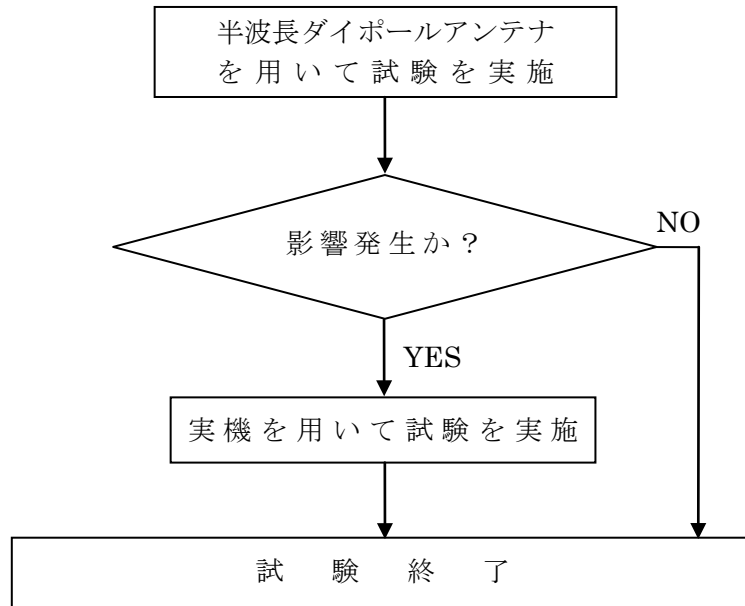 半波長ダイポールアンテナ
を用いて試験を実施
影響発生か？
NO
YES
実機を用いて試験を実施
試験終了